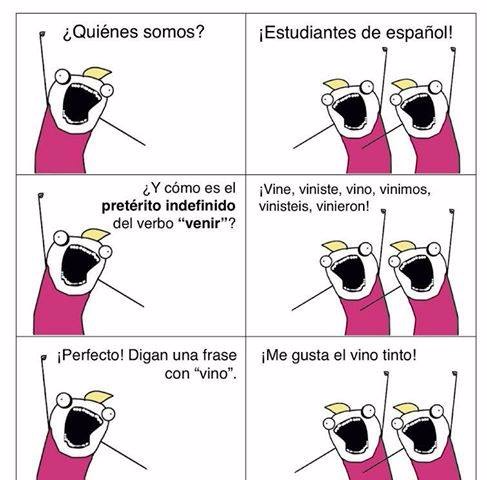 ¿Quiénes somos?
¡Estudiantes de español!
¿Y cómo es el
pretérito indefinido
del verbo “venir”?
¡Vine, viniste, vino, vinimos,
vinisteis, vinieron!
¡Perfecto! Digan una frase
con “vino”.
¡Me gusta el vino tinto!